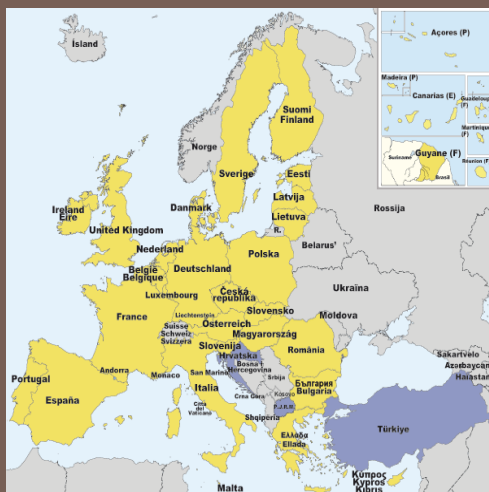 Ísland
Açores (P)
Madeira (P)
Canarias (E)
Guadeloupe
(F)
Martinique
(F)
Guyane (F)
Suriname
Brasil
Réunion (F)
Suomi
Finland
Norge
Sverige
Eesti
Latvija
Lietuva
R.
Rossija
Danmark
Ireland
Éire
United Kingdom
Nederland
België
Belgique
Deutschland
Polska
Belarus'
Luxembourg
Česká
republika
Ukraïna
Slovensko
Moldova
France
Liechtenstein
Suisse
Schweiz
Svizzera
Österreich
Magyarország
Slovenija
Hrvatska
România
Bosna i
Hercegovina
San Marino
Srbija
Monaco
Andorra
Portugal
España
Italia
Città
del
Vaticano
Crna Gora
Kosovo
България
Bulgaria
P.J.R.M.
Shqipëria
Ελλάδα
Ellada
Türkiye
Sakartvelo
Azərbaycan
Haïastan
Κύπρος
Kypros
Kıbrıs
Malta